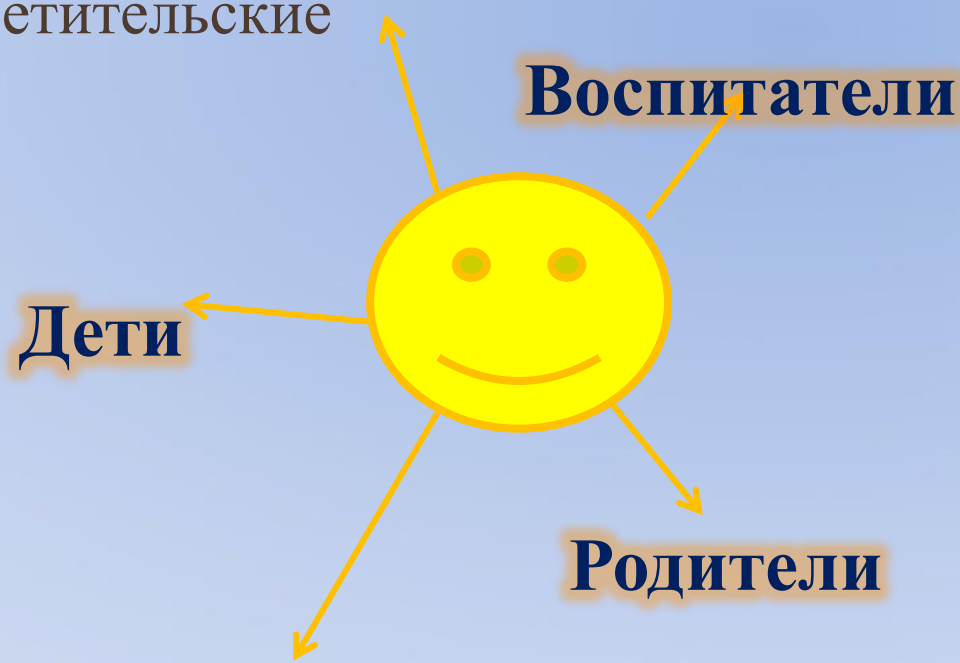 етительские
Воспитатели
Дети
Родители